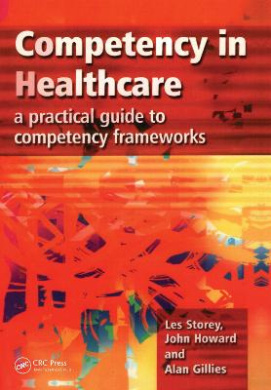 Competency in
Healthcare
a practical guide to
competency frameworks
Les Storey,
John Howard
and
Alan Gillies
CRC Press